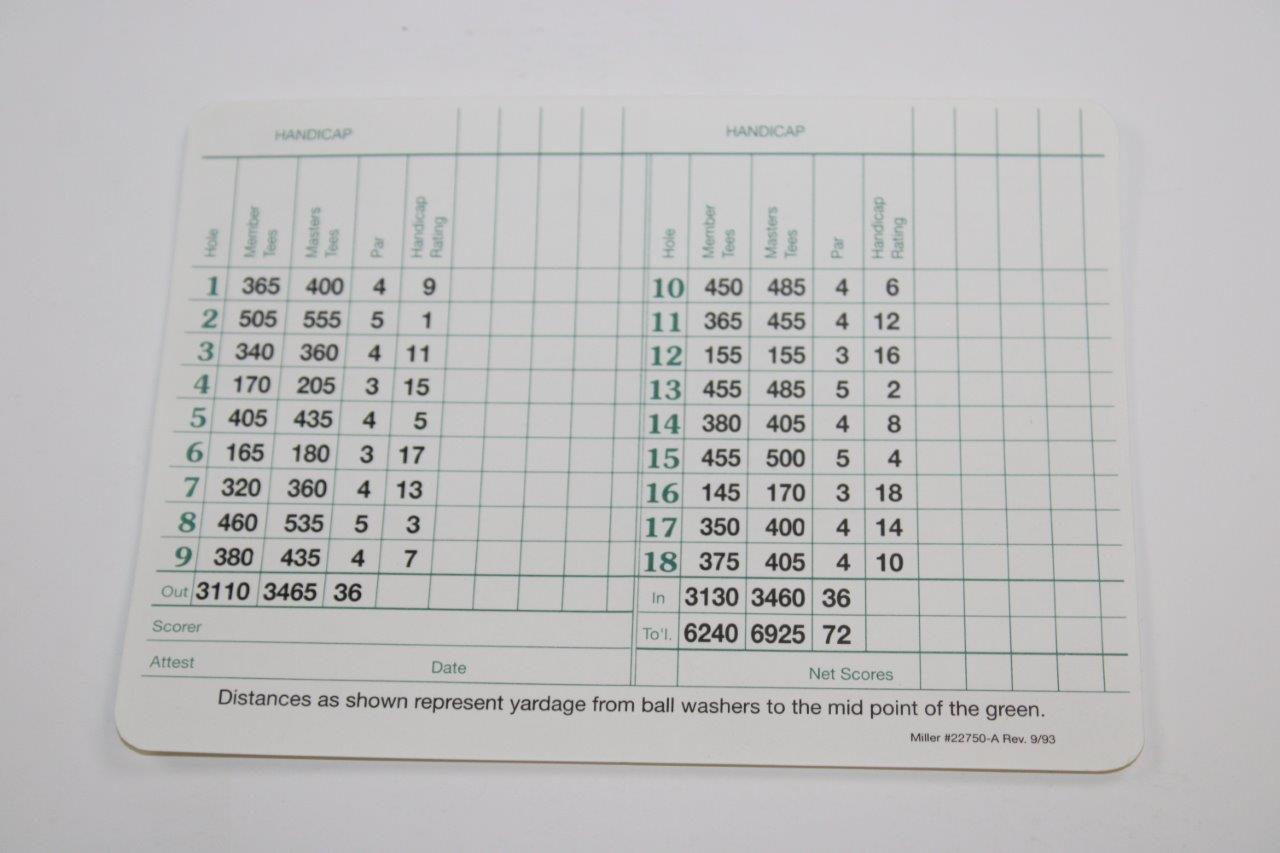 HANDICAP HANDICAP
Hole Member Tees Masters Tees Par Handicap Rating Hole Member Tees Masters Tees Par Handicap Rating
1 365 400 4 9 10 450 485 4 6
2 505 555 5 1 11 365 455 4 12
3 340 360 4 11 12 155 155 3 16
4 170 205 3 15 13 455 485 5 2
5 405 435 4 5 14 380 405 4 8
6 165 180 3 17 15 455 500 5 4
7 320 360 4 13 16 145 170 3 18
8 460 535 5 3 17 350 400 4 14
9 380 435 4 7 18 375 405 4 10
Out 3110 3465 36 In 3130 3460 36
Scorer To'l. 6240 6925 72
Attest Date Net Scores
Distances as shown represent yardage from ball washers to the mid point of the green.
Miller #22750-A Rev. 9/93